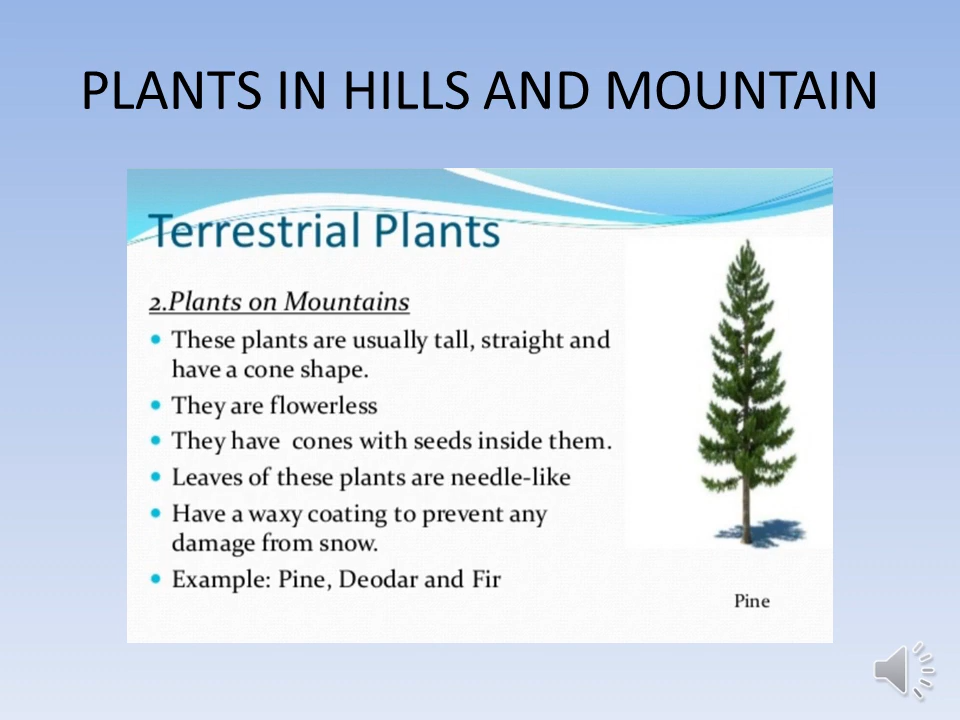 PLANTS IN HILLS AND MOUNTAIN
Terrestrial Plants
2.Plants on Mountains
• These plants are usually tall, straight and
have a cone shape.
• They are flowerless
• They have cones with seeds inside them.
• Leaves of these plants are needle-like
• Have a waxy coating to prevent any
damage from snow.
• Example: Pine, Deodar and Fir
Pine